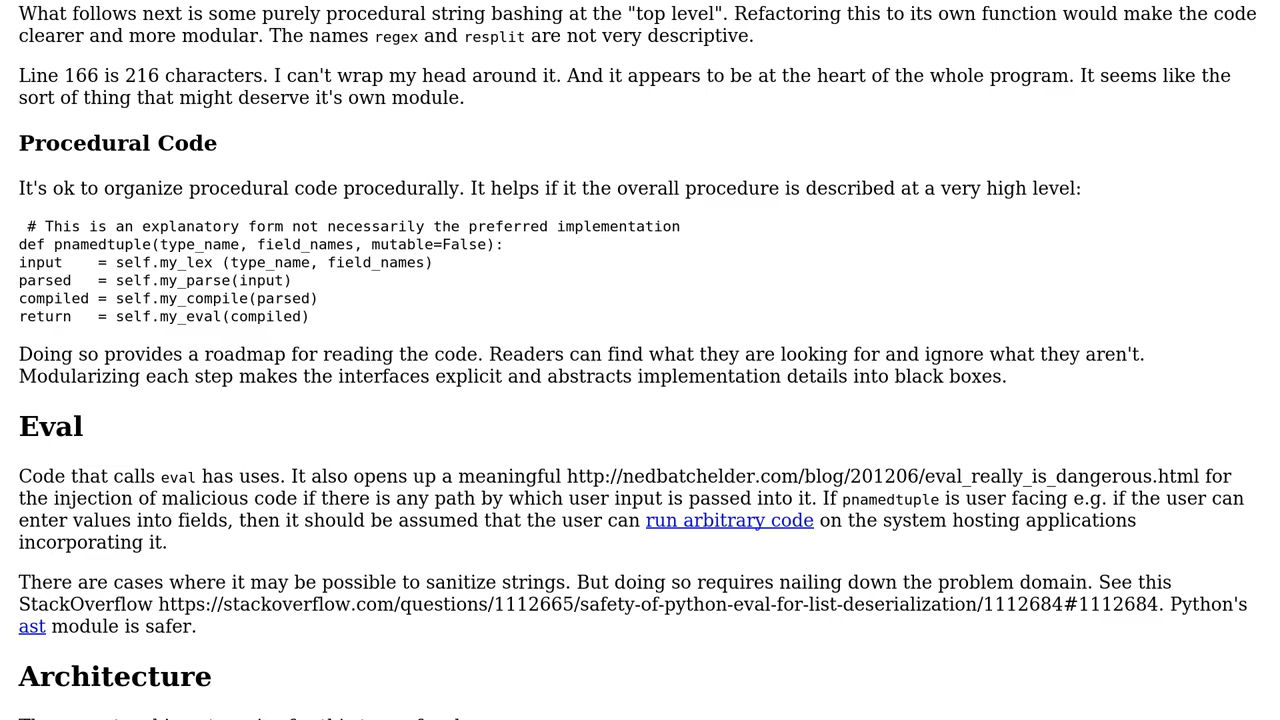 What follows next is some purely procedural string bashing at the "top level". Refactoring this to its own function would make the code
clearer and more modular. The names regex and resplit are not very descriptive.
Line 166 is 216 characters. I can't wrap my head around it. And it appears to be at the heart of the whole program. It seems like the
sort of thing that might deserve it's own module.
Procedural Code
It's ok to organize procedural code procedurally. It helps if it the overall procedure is described at a very high level:
# This is an explanatory form not necessarily the preferred implementation
def pnamedtuple(type_name, field_names, mutable=False):
input    = self.my_lex (type_name, field_names)
parsed   = self.my_parse(input)
compiled = self.my_compile(parsed)
return   = self.my_eval(compiled)
Doing so provides a roadmap for reading the code. Readers can find what they are looking for and ignore what they aren't.
Modularizing each step makes the interfaces explicit and abstracts implementation details into black boxes.
Eval
Code that calls eval has uses. It also opens up a meaningful http://nedbatchelder.com/blog/201206/eval_really_is_dangerous.html for
the injection of malicious code if there is any path by which user input is passed into it. If pnamedtuple is user facing e.g. if the user can
enter values into fields, then it should be assumed that the user can run arbitrary code on the system hosting applications
incorporating it.
There are cases where it may be possible to sanitize strings. But doing so requires nailing down the problem domain. See this
StackOverflow https://stackoverflow.com/questions/1112665/safety-of-python-eval-for-list-deserialization/1112684#1112684. Python's
ast module is safer.
Architecture